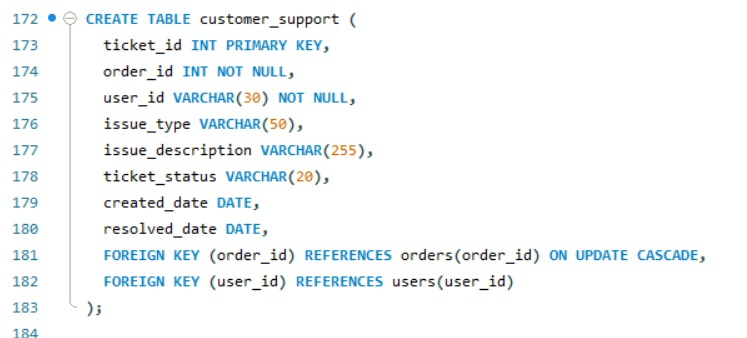 172 CREATE TABLE customer_support (
173 ticket_id INT PRIMARY KEY,
174 order_id INT NOT NULL,
175 user_id VARCHAR(30) NOT NULL,
176 issue_type VARCHAR(50),
177 issue_description VARCHAR(255),
178 ticket_status VARCHAR(20),
179 created_date DATE,
180 resolved_date DATE,
181 FOREIGN KEY (order_id) REFERENCES orders(order_id) ON UPDATE CASCADE,
182 FOREIGN KEY (user_id) REFERENCES users(user_id)
183 );
184